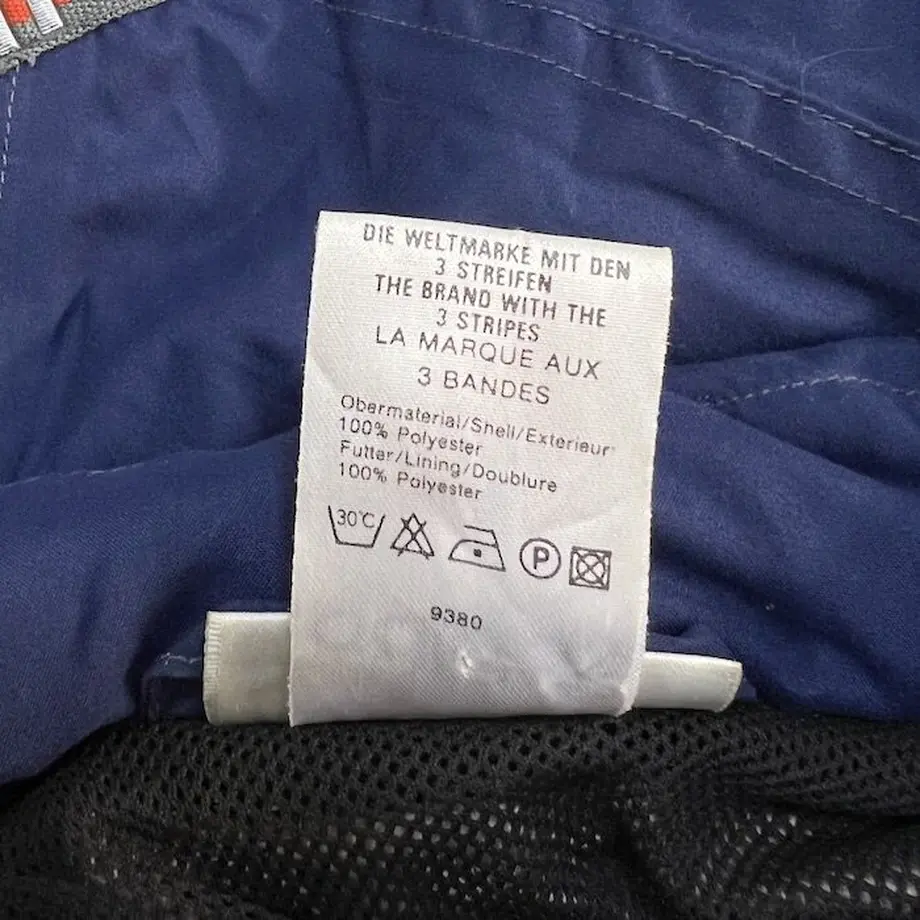 DIE WELTMARKE MIT DEN
3 STREIFEN
THE BRAND WITH THE
3 STRIPES
LA MARQUE AUX
3 BANDES
Obermaterial/Shell/Exterieur
100% Polyester
Futter/Lining/Doublure
100% Polyester
30°C
P
9380